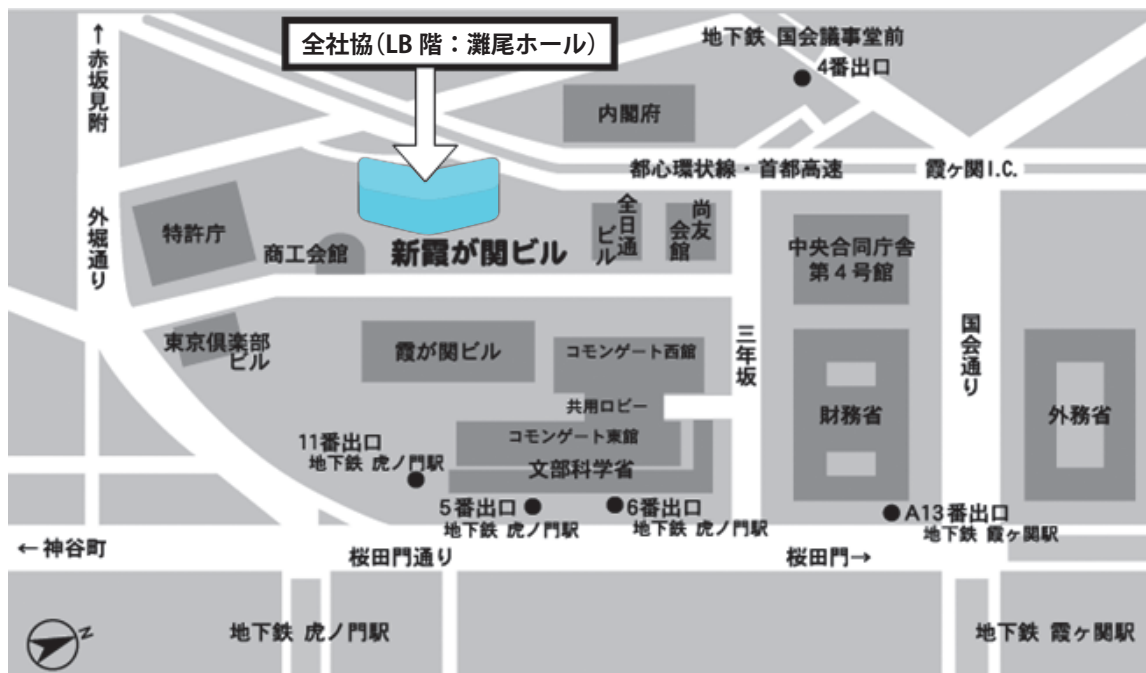 全社協(LB 階：灘尾ホール)
地下鉄 国会議事堂前
4番出口
←赤坂見附
内閣府
都心環状線・首都高速
霞ヶ関I.C.
外堀通り
特許庁
商工会館
新霞が関ビル
全日通
ビル
尚友
会館
中央合同庁舎
第４号館
東京倶楽部
ビル
霞が関ビル
コモンゲート西館
三年坂
国会通り
共用ロビー
財務省
外務省
コモンゲート東館
文部科学省
11番出口
地下鉄 虎ノ門駅
5番出口
地下鉄 虎ノ門駅
6番出口
地下鉄 虎ノ門駅
A13番出口
地下鉄 霞ヶ関駅
←神谷町
桜田門通り
桜田門→
地下鉄 虎ノ門駅
地下鉄 霞ヶ関駅
N